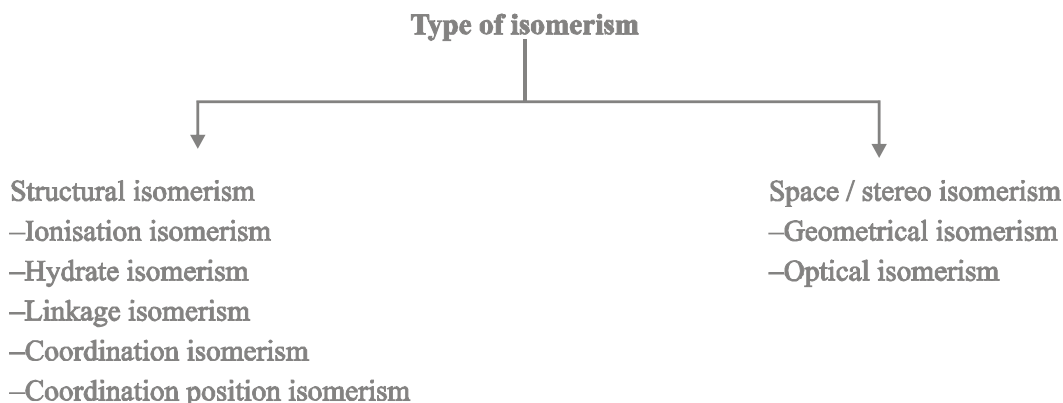 Type of isomerism
Structural isomerism
–Ionisation isomerism
–Hydrate isomerism
–Linkage isomerism
–Coordination isomerism
–Coordination position isomerism
Space / stereo isomerism
–Geometrical isomerism
–Optical isomerism